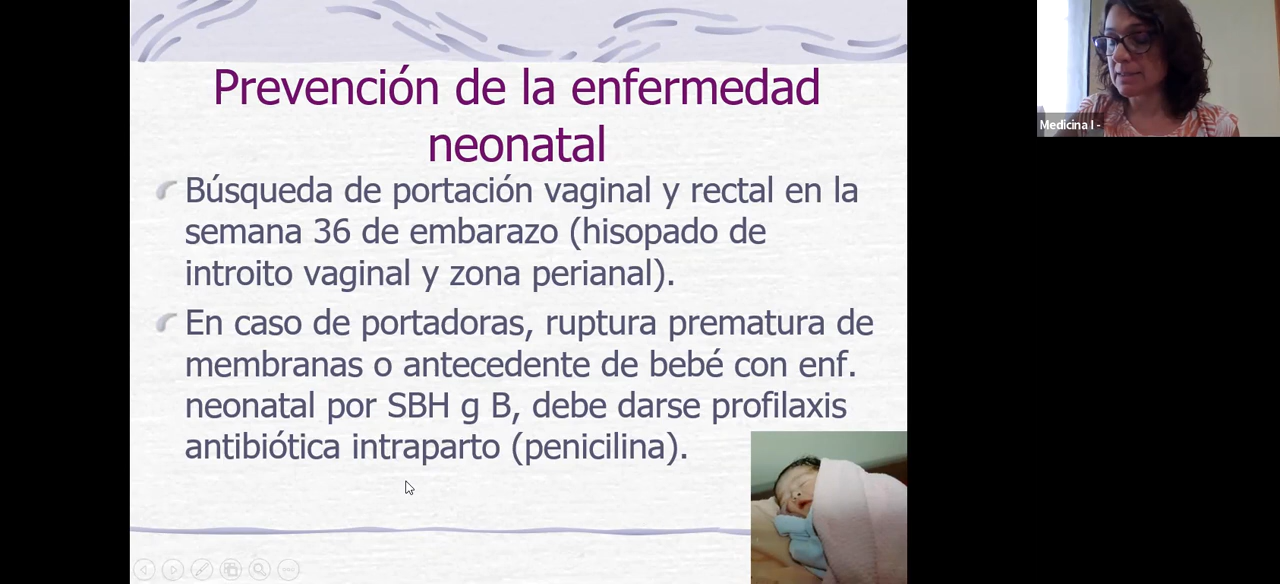 Prevención de la enfermedad
neonatal
Búsqueda de portación vaginal y rectal en la
semana 36 de embarazo (hisopado de
introito vaginal y zona perianal).
En caso de portadoras, ruptura prematura de
membranas o antecedente de bebé con enf.
neonatal por SBH g B, debe darse profilaxis
antibiótica intraparto (penicilina).
Medicina I -